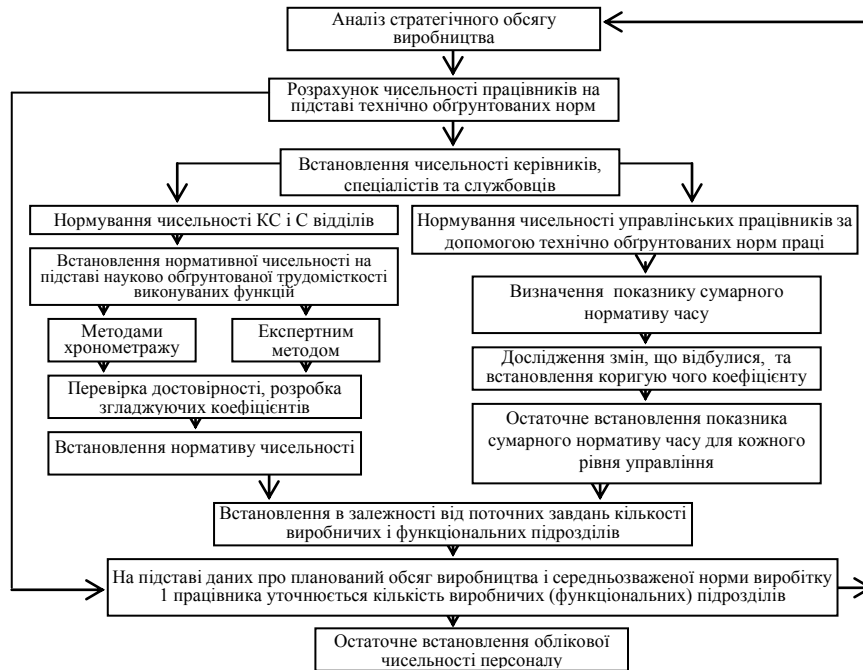 Аналіз стратегічного обсягу
виробництва
Розрахунок чисельності працівників на
підставі технічно обґрунтованих норм
Встановлення чисельності керівників,
спеціалістів та службовців
Нормування чисельності КС і С відділів
Встановлення нормативної чисельності на
підставі науково обґрунтованої трудомісткості
виконуваних функцій
Методами
хронометражу
Експертним
методом
Перевірка достовірності, розробка
згладжуючих коефіцієнтів
Встановлення нормативу чисельності
Нормування чисельності управлінських працівників за
допомогою технічно обґрунтованих норм праці
Визначення показнику сумарного
нормативу часу
Дослідження змін, що відбулися, та
встановлення коригую чого коефіцієнту
Остаточне встановлення показника
сумарного нормативу часу для кожного
рівня управління
Встановлення в залежності від поточних завдань кількості
виробничих і функціональних підрозділів
На підставі даних про планований обсяг виробництва і середньозваженої норми виробітку
1 працівника уточнюється кількість виробничих (функціональних) підрозділів
Остаточне встановлення облікової
чисельності персоналу